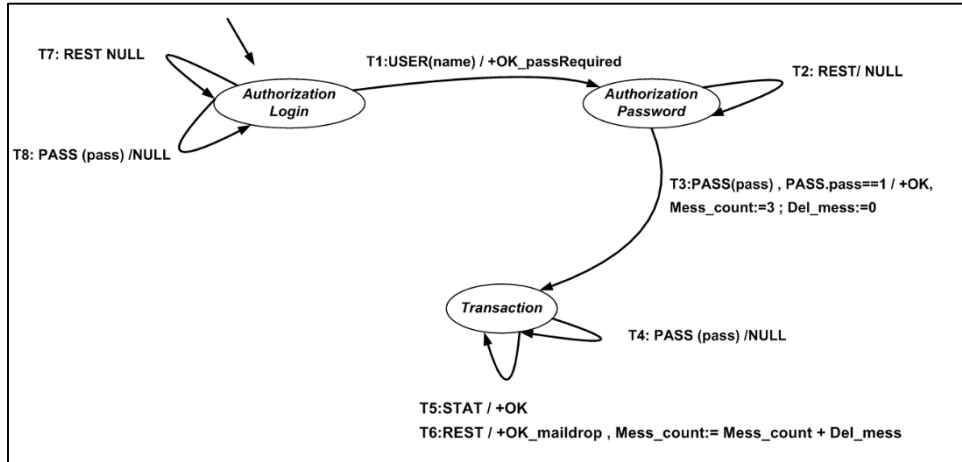 T7: REST NULL
T1:USER(name) / +OK_passRequired
T2: REST/ NULL
Authorization
Login
Authorization
Password
T8: PASS (pass) /NULL
T3:PASS(pass) , PASS.pass==1 / +OK,
Mess_count:=3 ; Del_mess:=0
Transaction
T4: PASS (pass) /NULL
T5:STAT / +OK
T6:REST / +OK_maildrop , Mess_count:= Mess_count + Del_mess